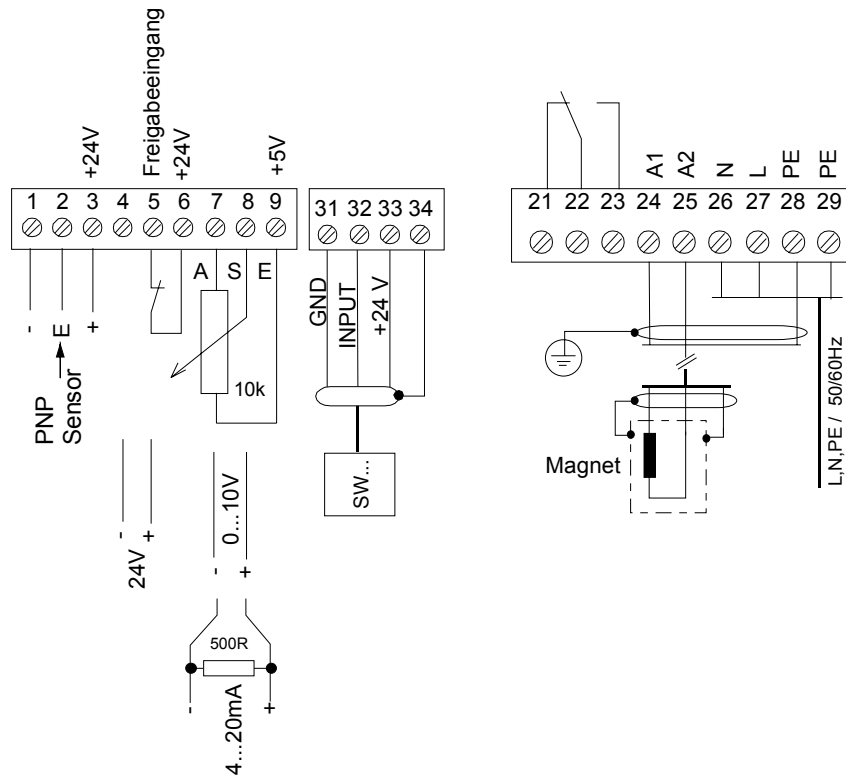 Freigabeeingang
+24V
+24V
+5V
1 2 3 4 5 6 7 8 9
A S E
10k
- E +
PNP
Sensor
- +
24V
0...10V
- +
500R
- +
4...20mA
31 32 33 34
GND
INPUT
+24 V
SW...
A1
A2
N
L
PE
PE
21 22 23 24 25 26 27 28 29
Magnet
L,N,PE / 50/60Hz